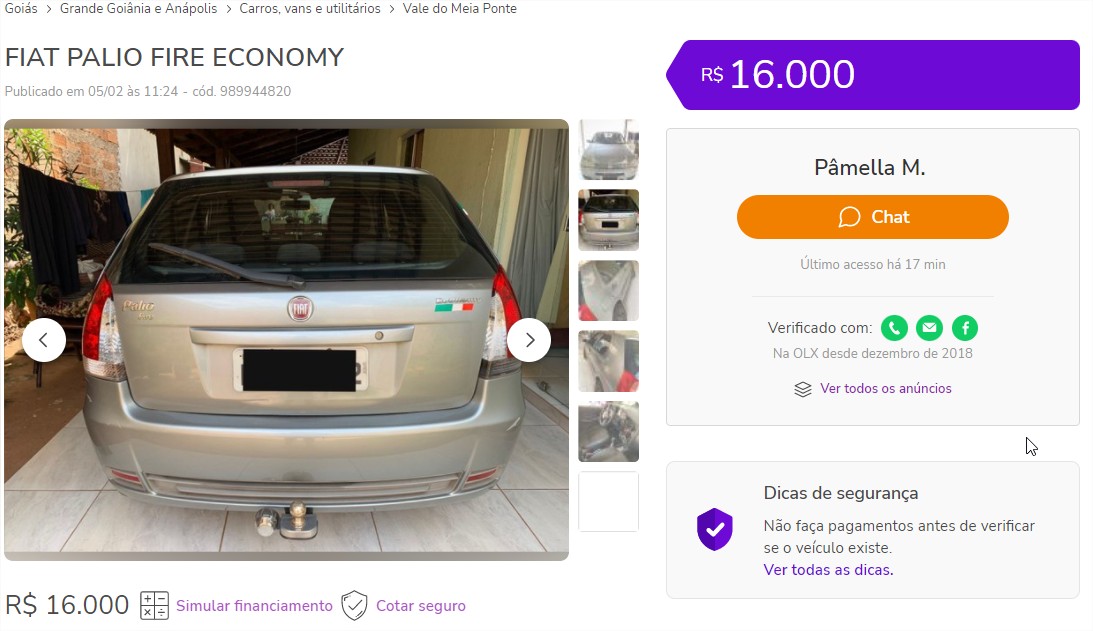 Goiás > Grande Goiânia e Anápolis > Carros, vans e utilitários > Vale do Meia Ponte
FIAT PALIO FIRE ECONOMY
Publicado em 05/02 às 11:24 - cód. 989944820
R$ 16.000
Palio
FIAT
Pâmella M.
Chat
Último acesso há 17 min
Verificado com:
Na OLX desde dezembro de 2018
Ver todos os anúncios
Dicas de segurança
Não faça pagamentos antes de verificar
se o veículo existe.
Ver todas as dicas.
R$ 16.000 Simular financiamento Cotar seguro